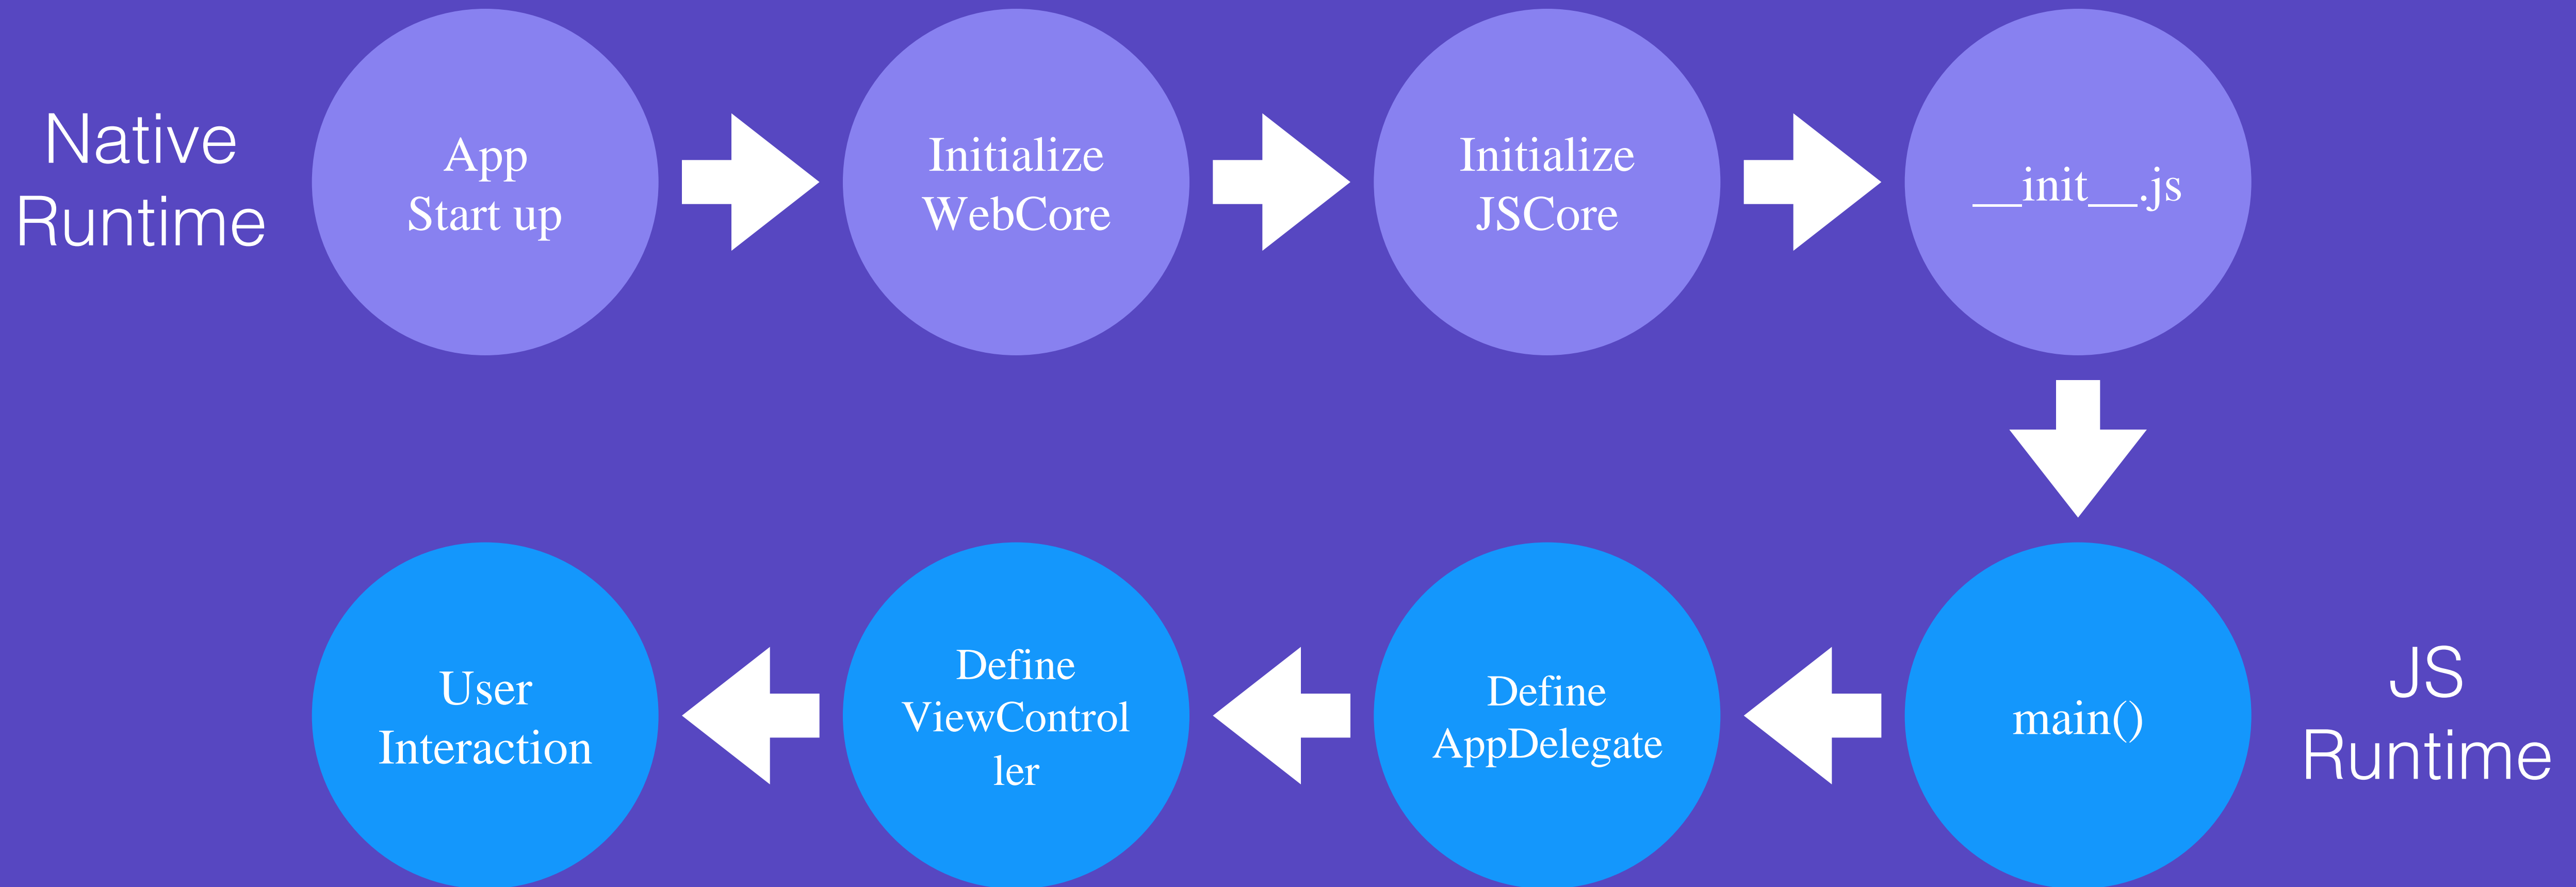 Native
Runtime
App
Start up
Initialize
WebCore
Initialize
JSCore
__init__.js
User
Interaction
Define
ViewControl
ler
Define
AppDelegate
main()
JS
Runtime